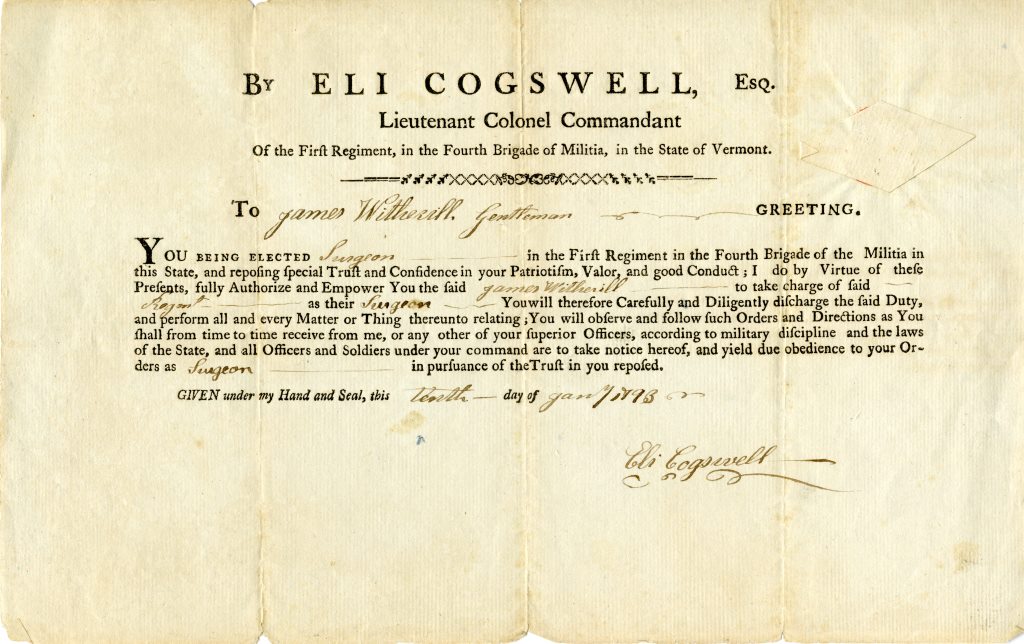 By ELI COGSWELL, Esq.
Lieutenant Colonel Commandant
Of the Firſt Regiment, in the Fourth Brigade of Militia, in the State of Vermont.
To James Witherill Gentleman GREETING.
YOU BEING ELECTED Surgeon in the Firſt Regiment in the Fourth Brigade of the Militia in
this State, and repoſing ſpecial Truſt and Confidence in your Patriotiſm, Valor, and good Conduct; I do by Virtue of theſe
Preſents, fully Authorize and Empower You the ſaid James Witherill to take charge of ſaid
Regmt as their Surgeon You will therefore Carefully and Diligently diſcharge the ſaid Duty,
and perform all and every Matter or Thing thereunto relating; You will obſerve and follow ſuch Orders and Directions as You
ſhall from time to time receive from me, or any other of your ſuperior Officers, according to military diſcipline and the laws
of the State, and all Officers and Soldiers under your command are to take notice hereof, and yield due obedience to your Or-
ders as Surgeon in purſuance of the Truſt in you repoſed.
GIVEN under my Hand and Seal, this tenth day of Jany
Eli Cogswell